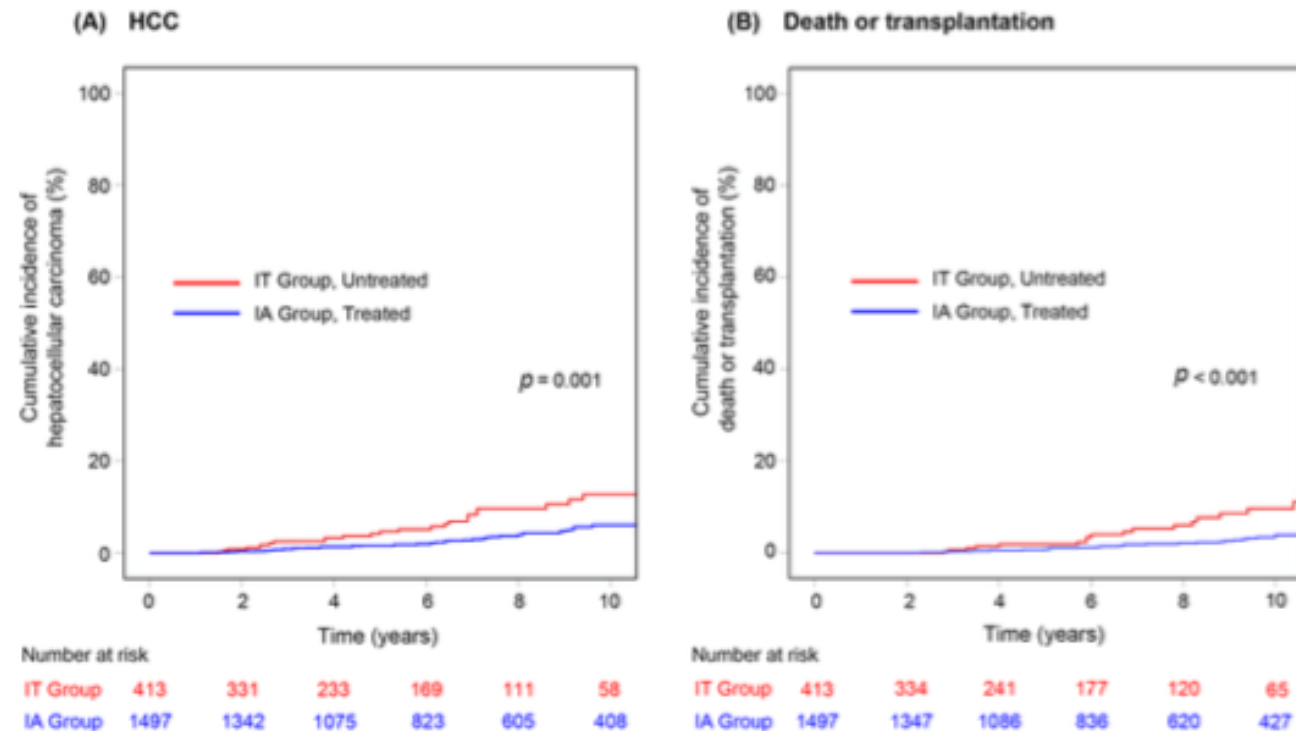 (A) HCC
Cumulative incidence of
hepatocellular carcinoma (%)
100
80
60
40
20
0
IT Group, Untreated
IA Group, Treated
p = 0.001
0 2 4 6 8 10
Time (years)
Number at risk
IT Group 413 331 233 169 111 58
IA Group 1497 1342 1075 823 605 408
(B) Death or transplantation
Cumulative incidence of
death or transplantation (%)
100
80
60
40
20
0
IT Group, Untreated
IA Group, Treated
p < 0.001
0 2 4 6 8 10
Time (years)
Number at risk
IT Group 413 334 241 177 120 65
IA Group 1497 1347 1086 836 620 427